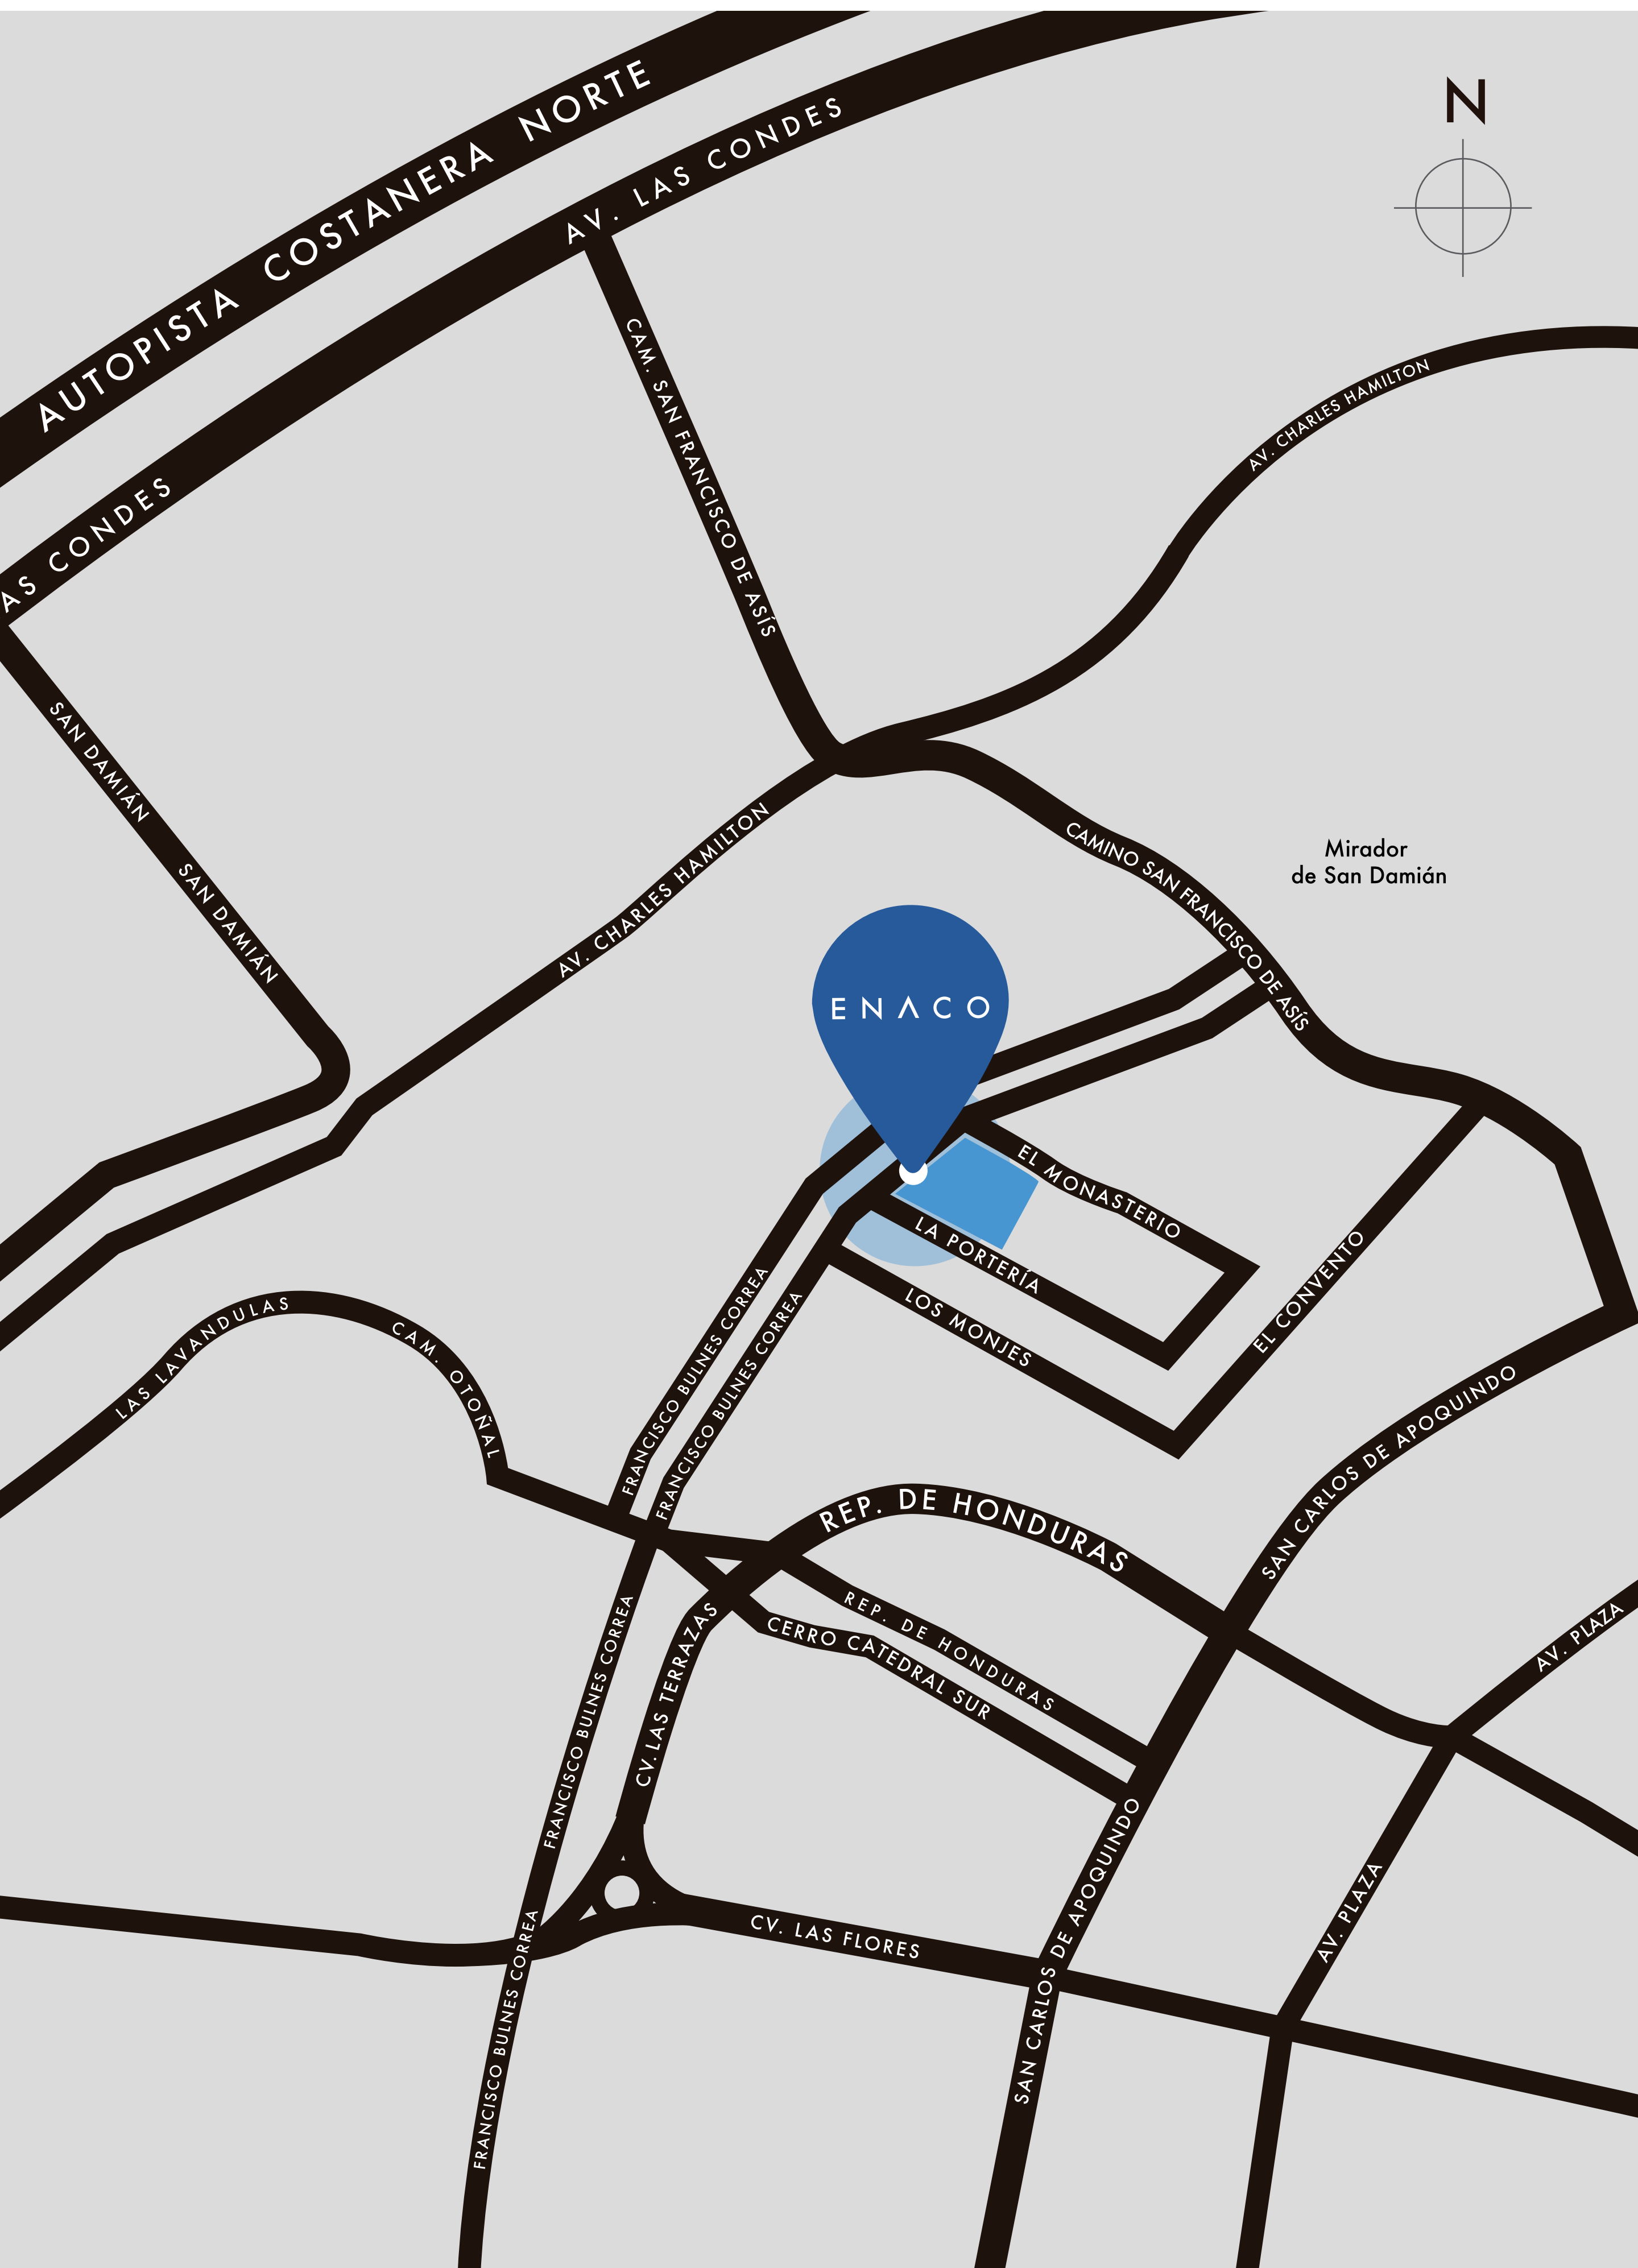 N
AUTOPISTA COSTANERA NORTE
AV. LAS CONDES
CAM. SAN FRANCISCO DE ASÍS
AV. CHARLES HAMILTON
AS CONDES
SAN DAMIÁN
SAN DAMIÁN
AV. CHARLES HAMILTON
CAMINO SAN FRANCISCO DE ASÍS
Mirador
de San Damián
ENACO
EL MONASTERIO
LA PORTERÍA
LOS MONJES
EL CONVENTO
FRANCISCO BULNES CORREA
FRANCISCO BULNES CORREA
LAS LAVANDULAS
CAM. OTOÑAL
SAN CARLOS DE APOQUINDO
REP. DE HONDURAS
REP. DE HONDURAS
CERRO CATEDRAL SUR
CV. LAS TERRAZAS
FRANCISCO BULNES CORREA
AV. PLAZA
SAN CARLOS DE APOQUINDO
AV. PLAZA
CV. LAS FLORES
FRANCISCO BULNES CORREA
SAN CARLOS DE APOQUINDO